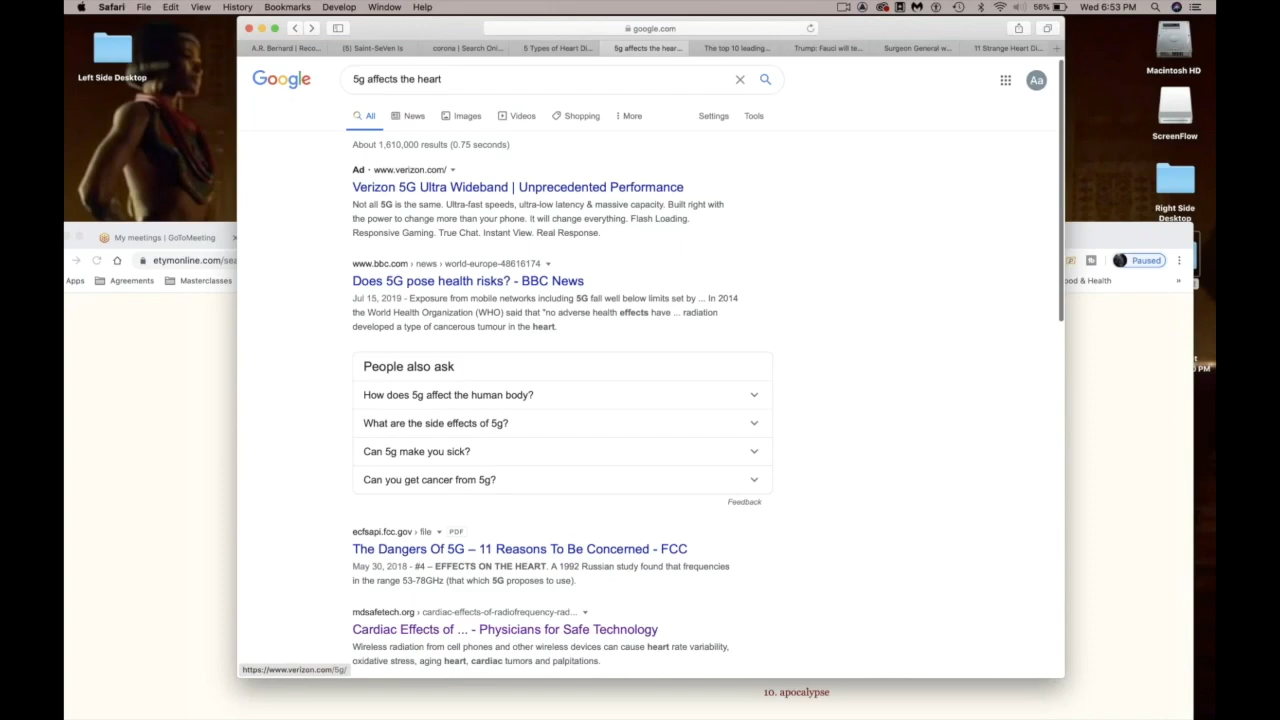 Safari File Edit View History Bookmarks Develop Window Help 56% Wed 6:53 PM
Left Side Desktop
Macintosh HD
ScreenFlow
Right Side
Desktop
google.com
A.R. Bernard | Reco...
(5) Saint-SeVen Is
corona | Search Onl...
5 Types of Heart Di...
5g affects the hear...
The top 10 leading...
Trump: Fauci will te...
Surgeon General w...
11 Strange Heart Di...
Google
5g affects the heart
Aa
All News Images Videos Shopping More Settings Tools
About 1,610,000 results (0.75 seconds)
Ad · www.verizon.com/
Verizon 5G Ultra Wideband | Unprecedented Performance
Not all 5G is the same. Ultra-fast speeds, ultra-low latency & massive capacity. Built right with
the power to change more than your phone. It will change everything. Flash Loading.
Responsive Gaming. True Chat. Instant View. Real Response.
www.bbc.com › news › world-europe-48616174
Does 5G pose health risks? - BBC News
Jul 15, 2019 - Exposure from mobile networks including 5G fall well below limits set by ... In 2014
the World Health Organization (WHO) said that "no adverse health effects have ... radiation
developed a type of cancerous tumour in the heart.
People also ask
How does 5g affect the human body?
What are the side effects of 5g?
Can 5g make you sick?
Can you get cancer from 5g?
Feedback
ecfsapi.fcc.gov › file PDF
The Dangers Of 5G – 11 Reasons To Be Concerned - FCC
May 30, 2018 - #4 – EFFECTS ON THE HEART. A 1992 Russian study found that frequencies
in the range 53-78GHz (that which 5G proposes to use).
mdsafetech.org › cardiac-effects-of-radiofrequency-rad...
Cardiac Effects of ... - Physicians for Safe Technology
Wireless radiation from cell phones and other wireless devices can cause heart rate variability,
oxidative stress, aging heart, cardiac tumors and palpitations.
https://www.verizon.com/5g/
My meetings | GoToMeeting
etymonline.com/sea
Apps Agreements Masterclasses
Paused
ood & Health
PM
10. apocalypse